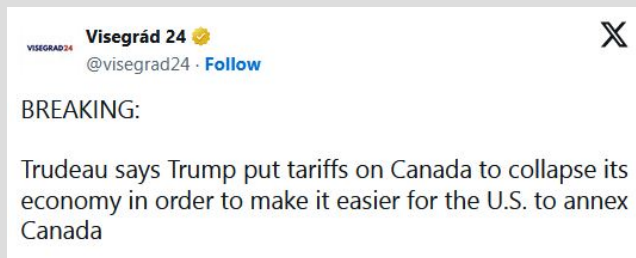 VISEGRAD24
Visegrád 24
@visegrad24 · Follow
BREAKING:
Trudeau says Trump put tariffs on Canada to collapse its
economy in order to make it easier for the U.S. to annex
Canada